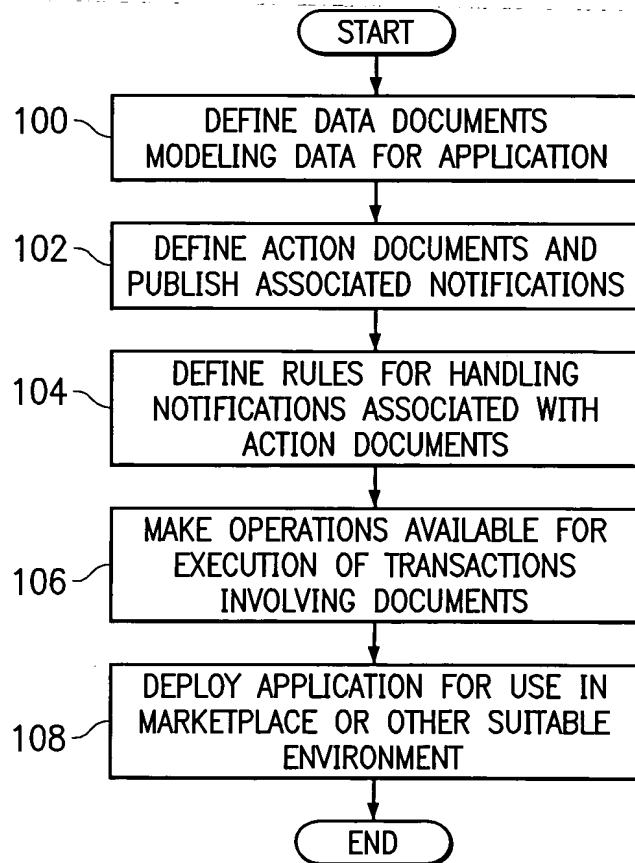 START
100
DEFINE DATA DOCUMENTS
MODELING DATA FOR APPLICATION
102
DEFINE ACTION DOCUMENTS AND
PUBLISH ASSOCIATED NOTIFICATIONS
104
DEFINE RULES FOR HANDLING
NOTIFICATIONS ASSOCIATED WITH
ACTION DOCUMENTS
106
MAKE OPERATIONS AVAILABLE FOR
EXECUTION OF TRANSACTIONS
INVOLVING DOCUMENTS
108
DEPLOY APPLICATION FOR USE IN
MARKETPLACE OR OTHER SUITABLE
ENVIRONMENT
END